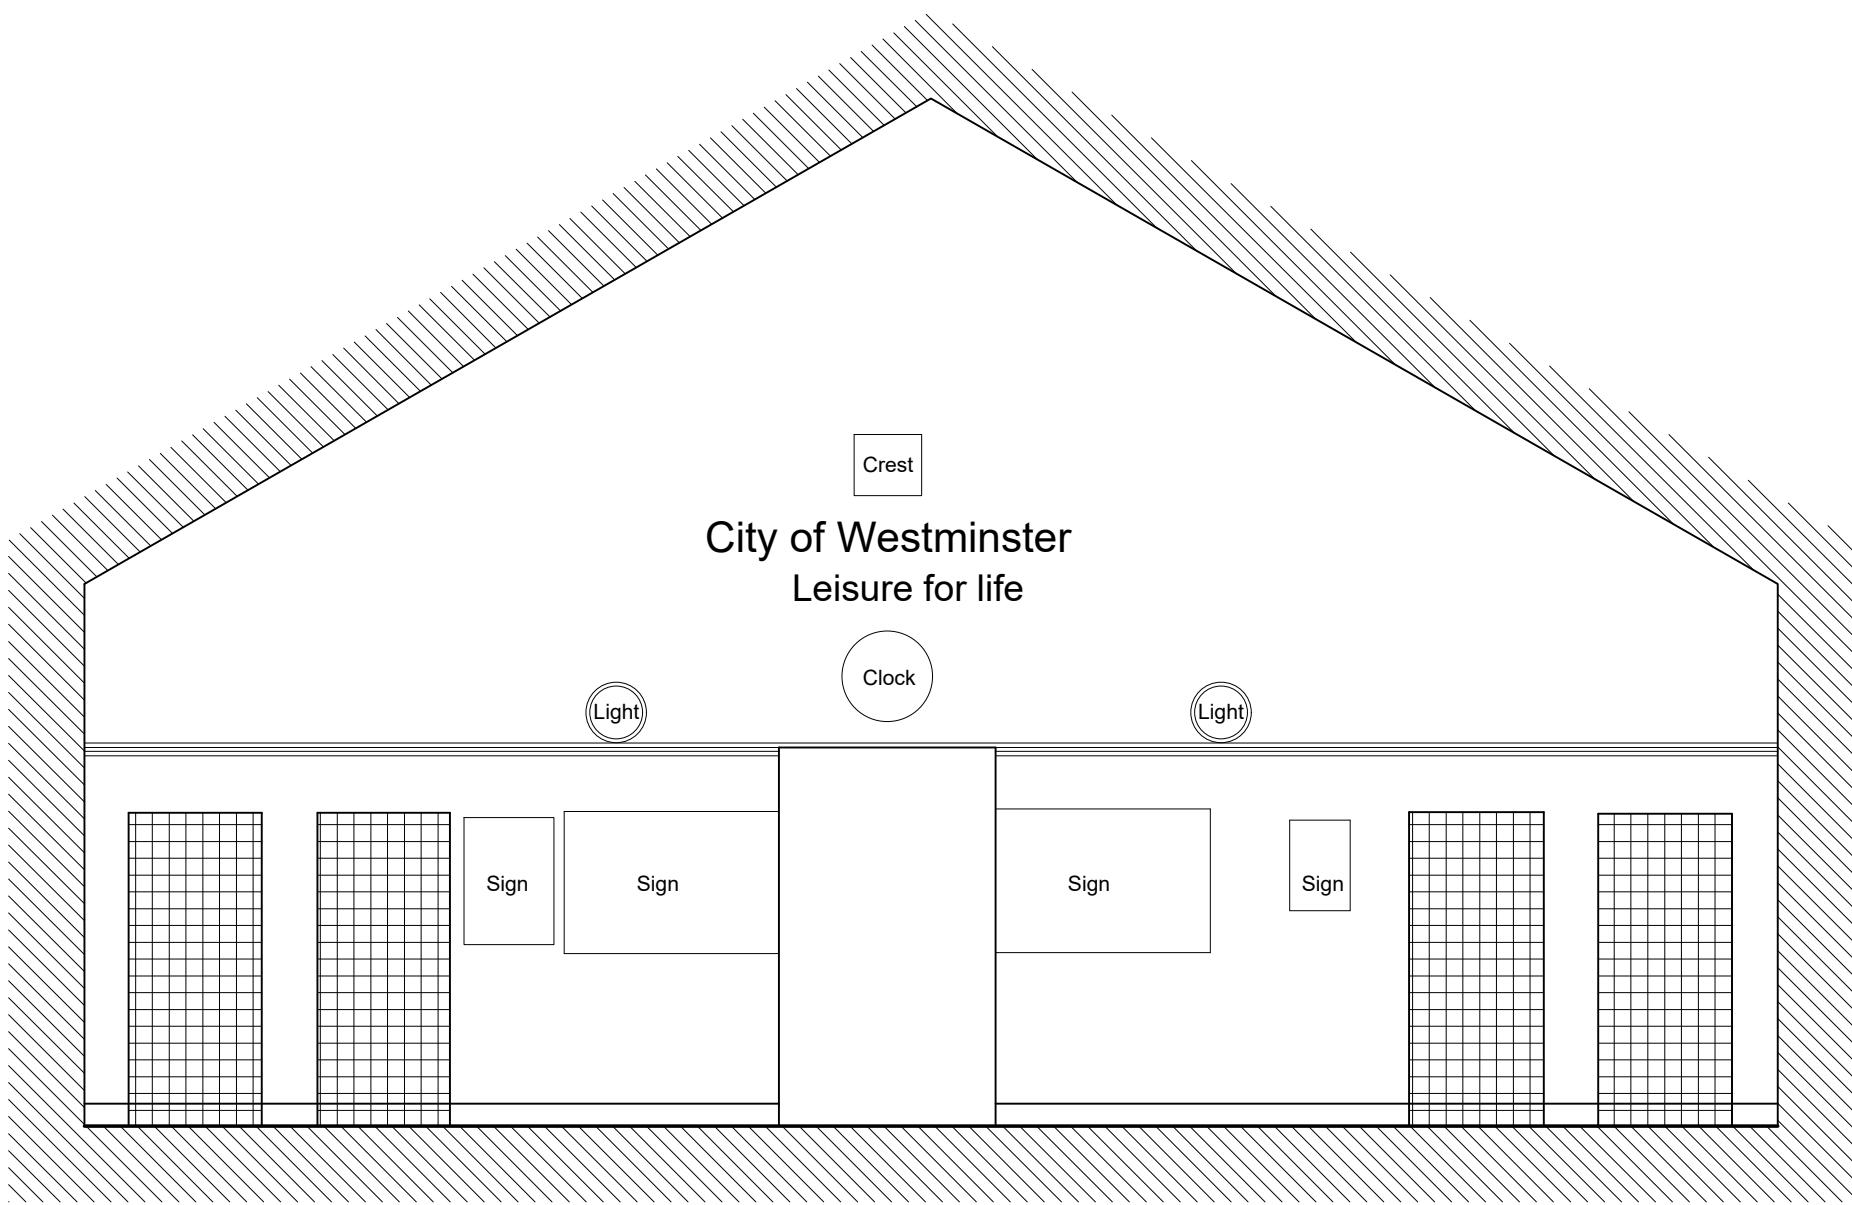 Crest
City of Westminster
Leisure for life
Clock
Light
Light
Sign
Sign
Sign
Sign